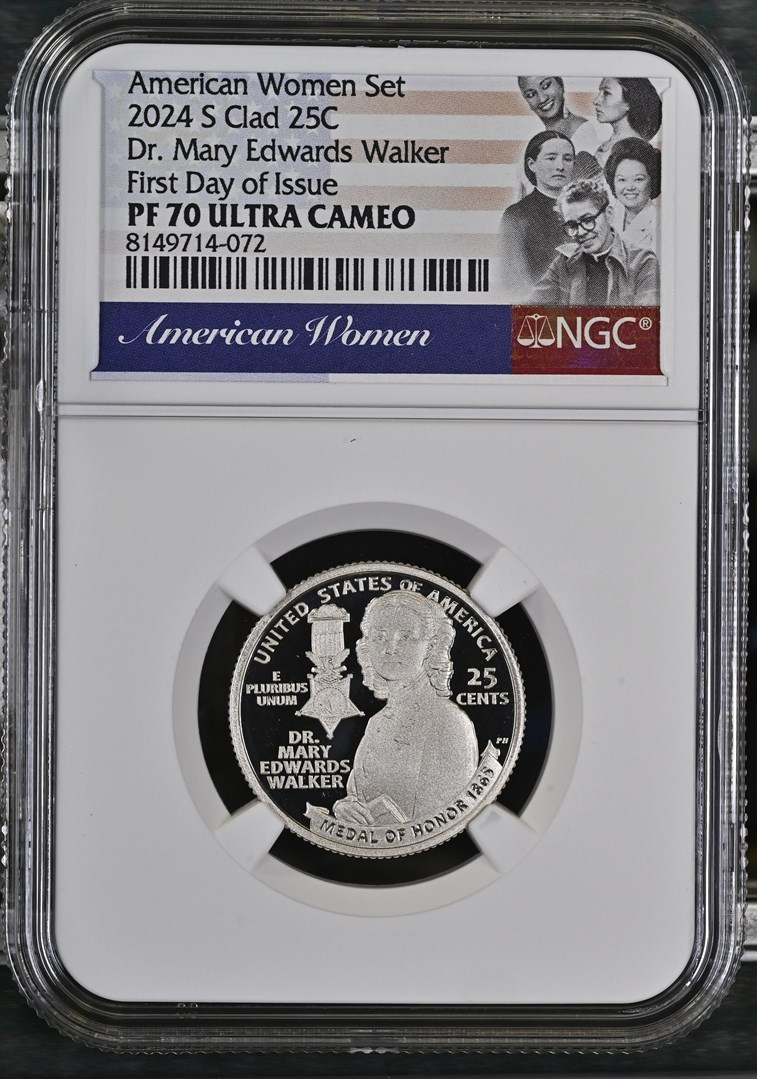 American Women Set
2024 S Clad 25C
Dr. Mary Edwards Walker
First Day of Issue
PF 70 ULTRA CAMEO
8149714-072
American Women
NGC®
UNITED STATES OF AMERICA
E
PLURIBUS
UNUM
25
CENTS
DR.
MARY
EDWARDS
WALKER
PH
MEDAL OF HONOR 1865